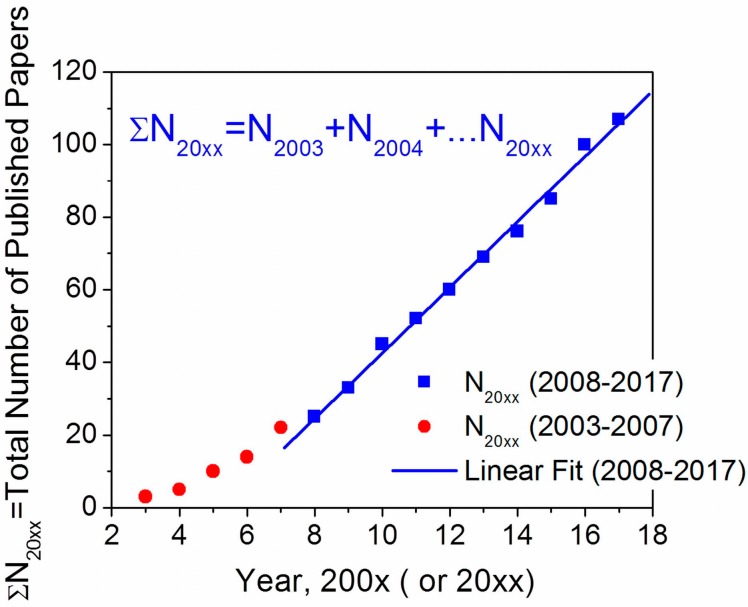 ΣN20xx=Total Number of Published Papers
120
100
80
60
40
20
0
ΣN20xx=N2003+N2004+...N20xx
N20xx (2008-2017)
N20xx (2003-2007)
Linear Fit (2008-2017)
2 4 6 8 10 12 14 16 18
Year, 200x ( or 20xx)